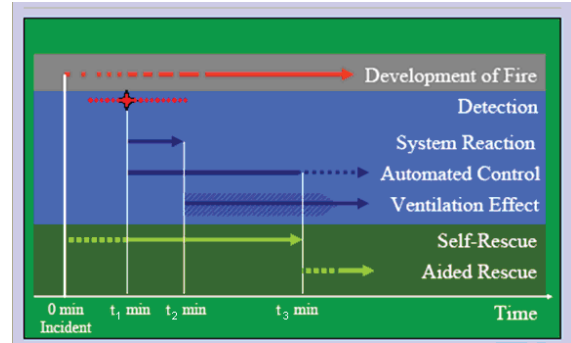 Development of Fire
Detection
System Reaction
Automated Control
Ventilation Effect
Self-Rescue
Aided Rescue
0 min t1 min t2 min t3 min Time
Incident